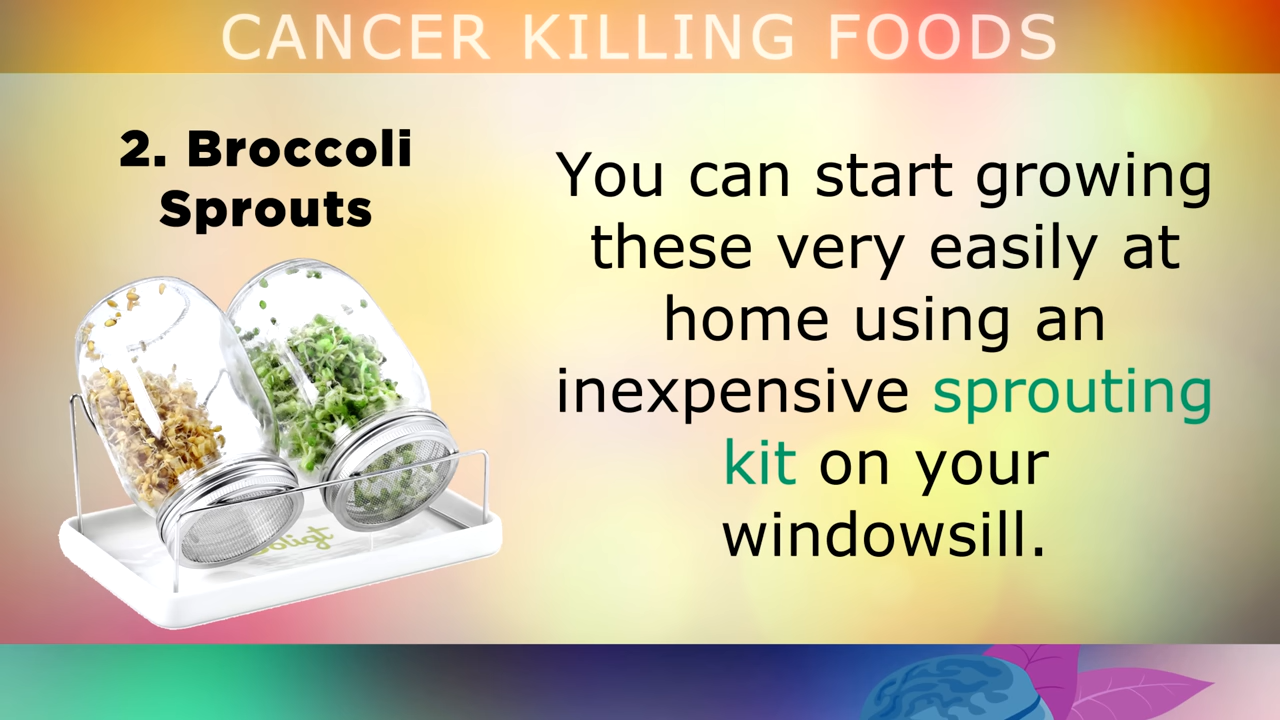 CANCER KILLING FOODS
2. Broccoli
Sprouts
You can start growing
these very easily at
home using an
inexpensive sprouting
kit on your
windowsill.